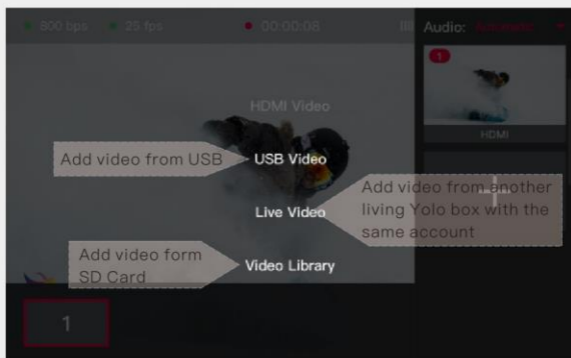 800 bps
25 fps
00:00:08
Audio: Automatic
1
HDMI Video
HDMI
Add video from USB
USB Video
Live Video
Add video from another
living Yolo box with the
same account
Add video form
SD Card
Video Library
1